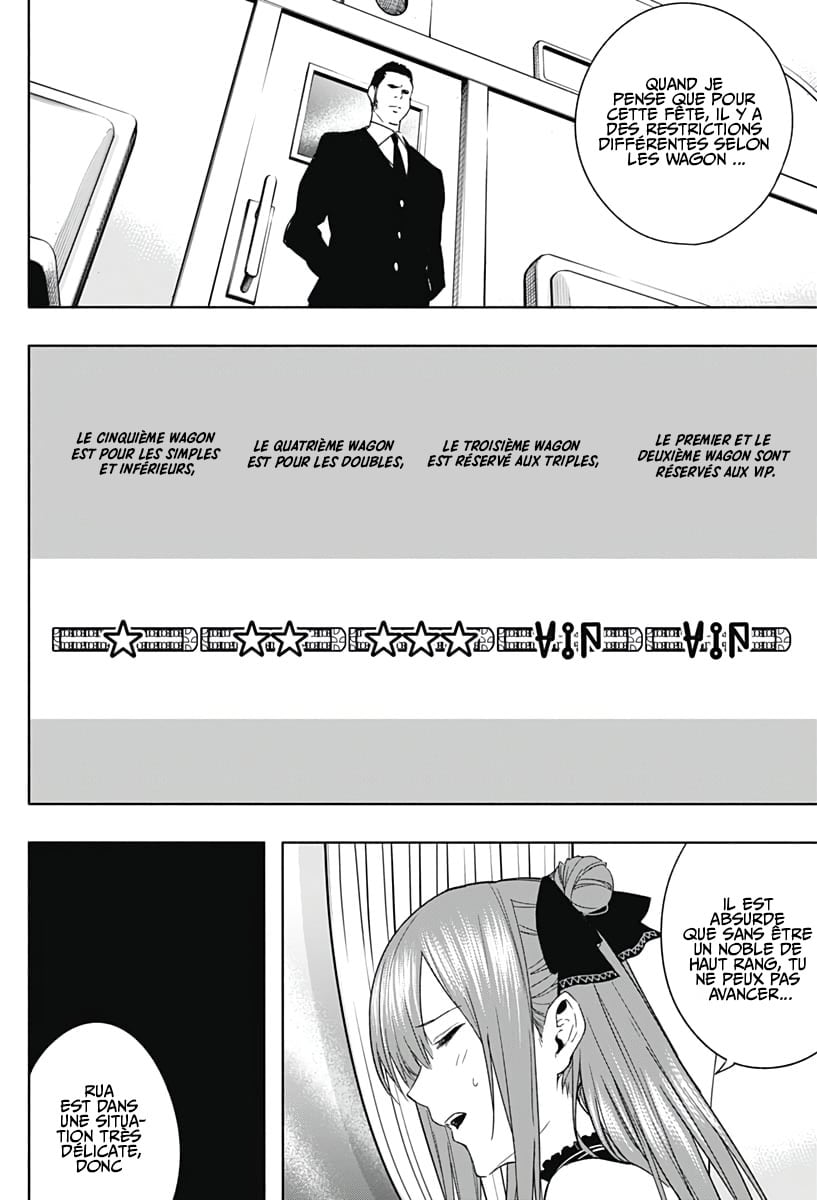 QUAND JE
PENSE QUE POUR
CETTE FÊTE, IL Y A
DES RESTRICTIONS
DIFFÉRENTES SELON
LES WAGON ...
LE CINQUIÈME WAGON
EST POUR LES SIMPLES
ET INFÉRIEURS,
LE QUATRIÈME WAGON
EST POUR LES DOUBLES,
LE TROISIÈME WAGON
EST RÉSERVÉ AUX TRIPLES,
LE PREMIER ET LE
DEUXIÈME WAGON SONT
RÉSERVÉS AUX VIP.
IL EST
ABSURDE
QUE SANS ÊTRE
UN NOBLE DE
HAUT RANG, TU
NE PEUX PAS
AVANCER...
RUA
EST DANS
UNE SITUA-
TION TRÈS
DÉLICATE,
DONC